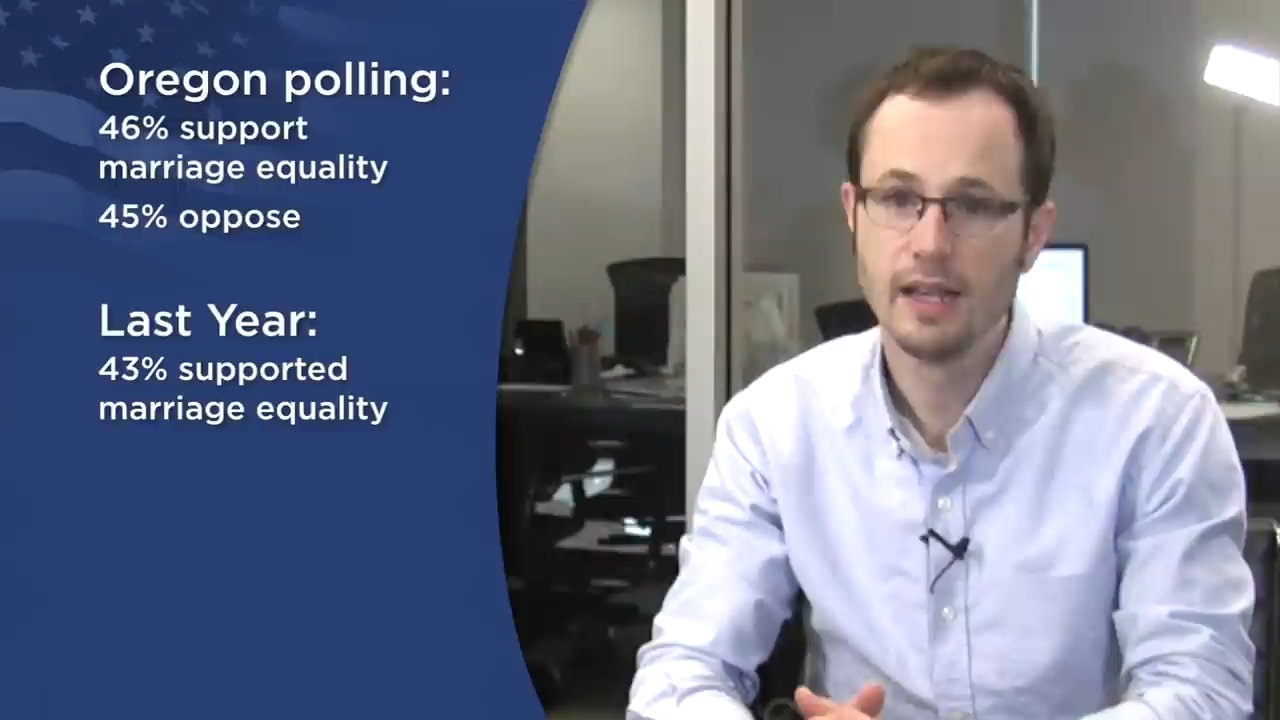 Oregon polling:
46% support
marriage equality
45% oppose
Last Year:
43% supported
marriage equality